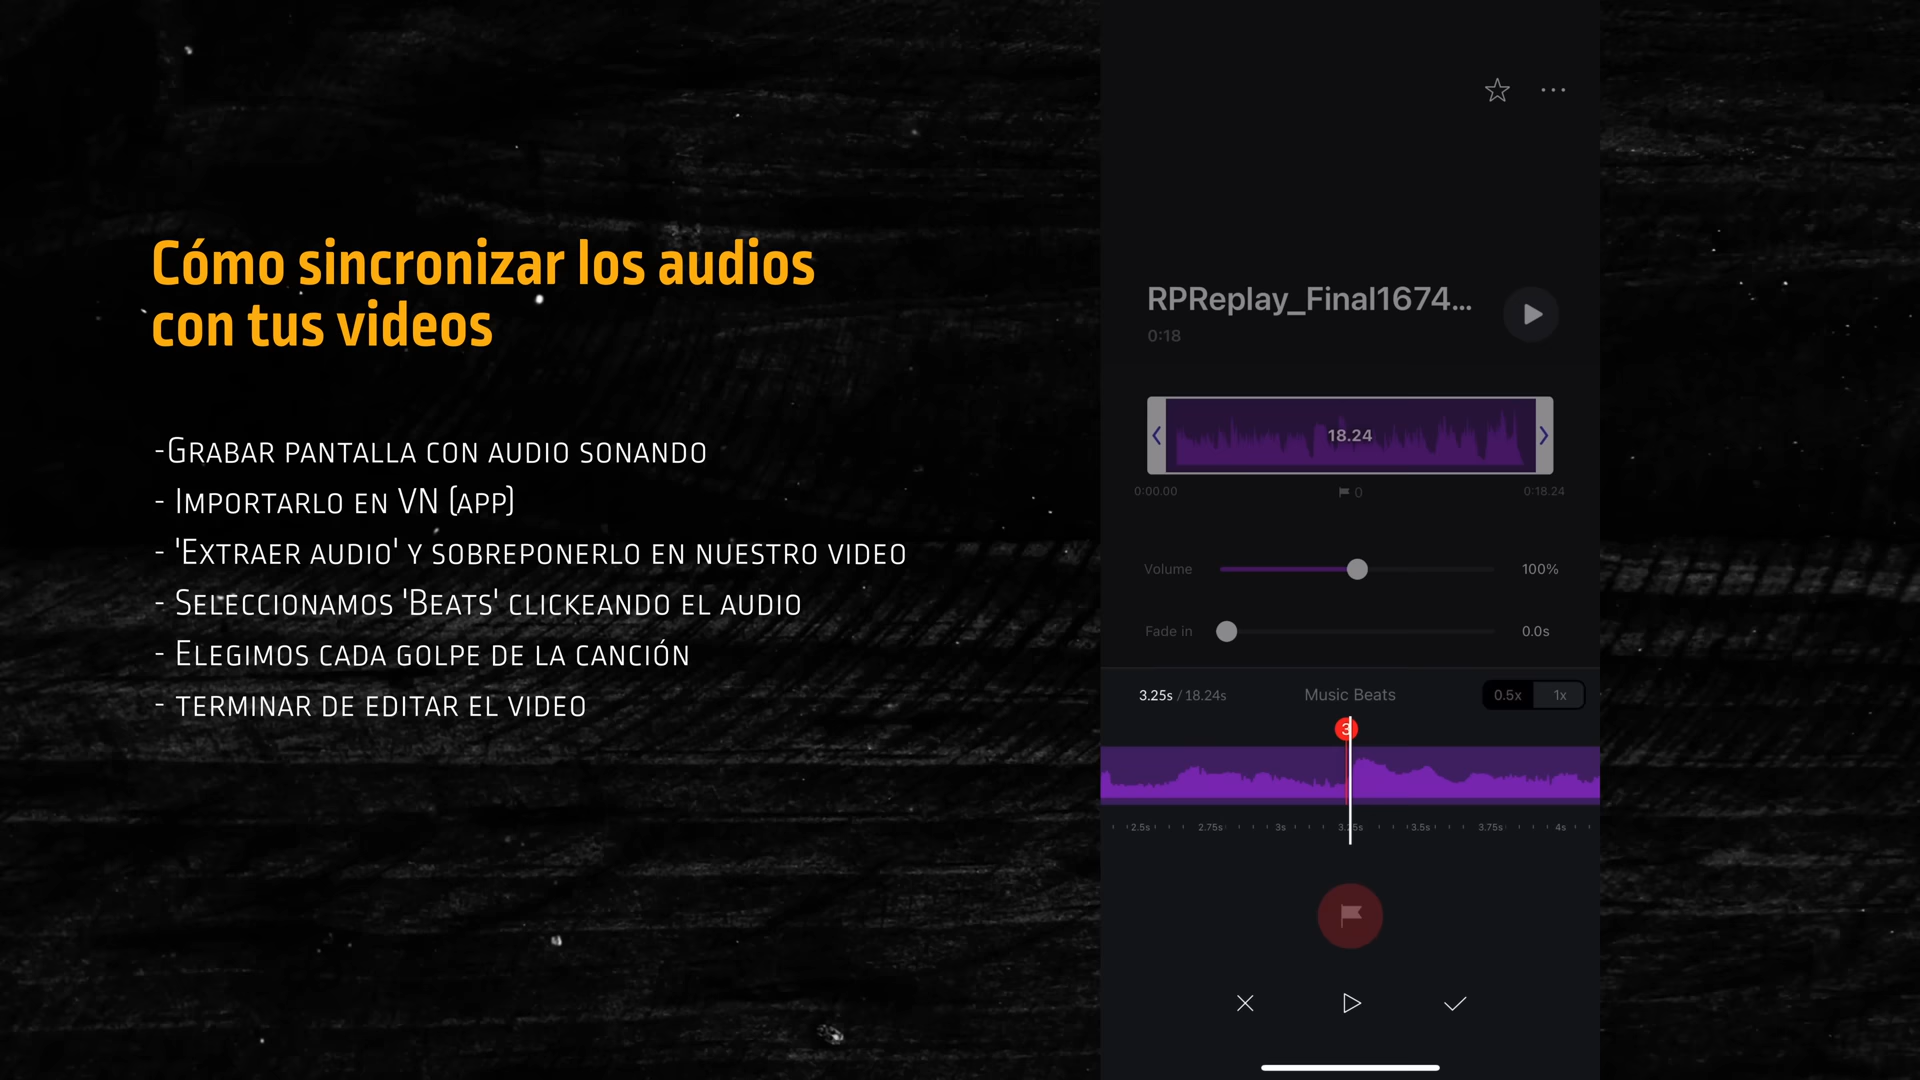 Cómo sincronizar los audios
con tus videos
-Grabar pantalla con audio sonando
- Importarlo en VN (app)
- 'Extraer audio' y sobreponerlo en nuestro video
- Seleccionamos 'Beats' clickeando el audio
- Elegimos cada golpe de la canción
- terminar de editar el video
RPReplay_Final1674...
0:18
18.24
0:00.00
0
0:18.24
Volume
100%
Fade in
0.0s
3.25s / 18.24s
Music Beats
0.5x
1x
3
2.5s
2.75s
3s
3.25s
3.5s
3.75s
4s